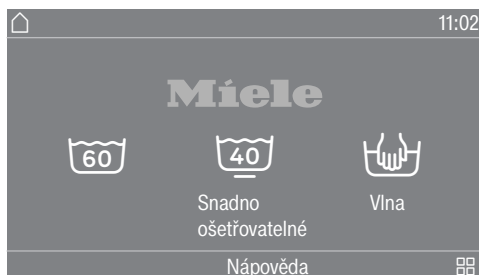 11:02
Miele
60
40
Snadno
ošetřovatelné
Vlna
Nápověda